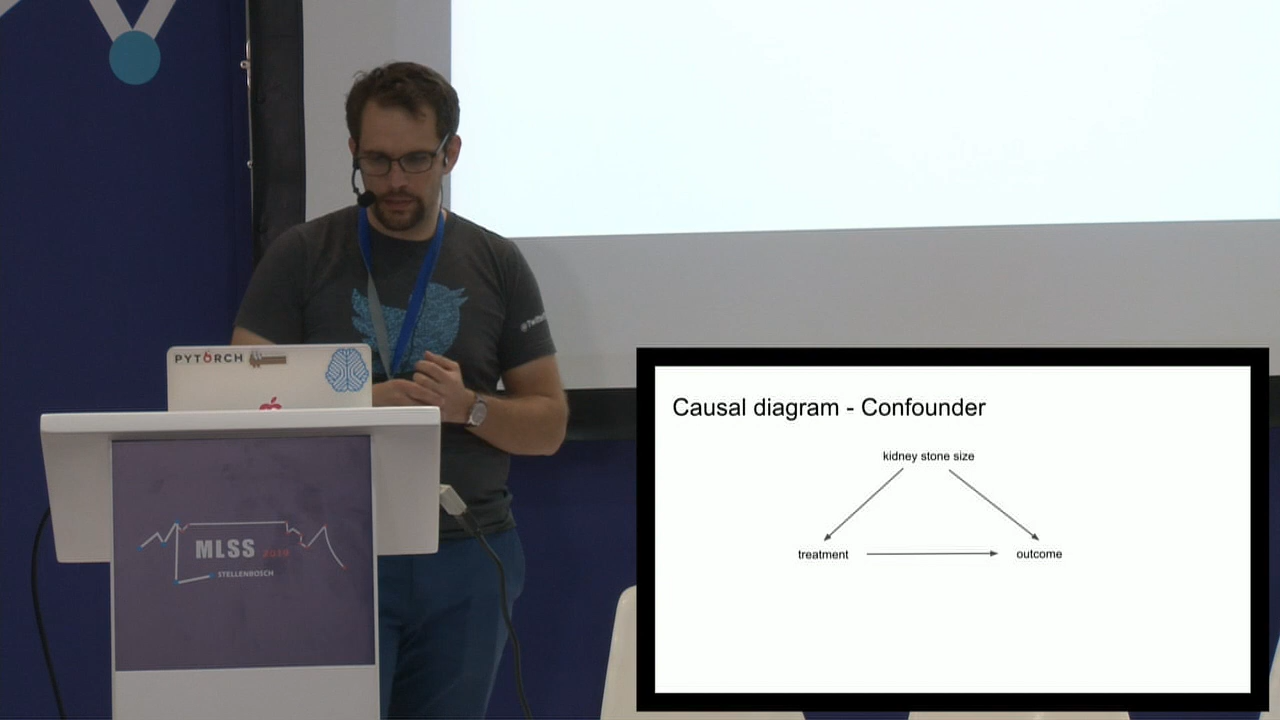 PYTORCH
MLSS 2019
STELLENBOSCH
Causal diagram - Confounder
kidney stone size
treatment
outcome